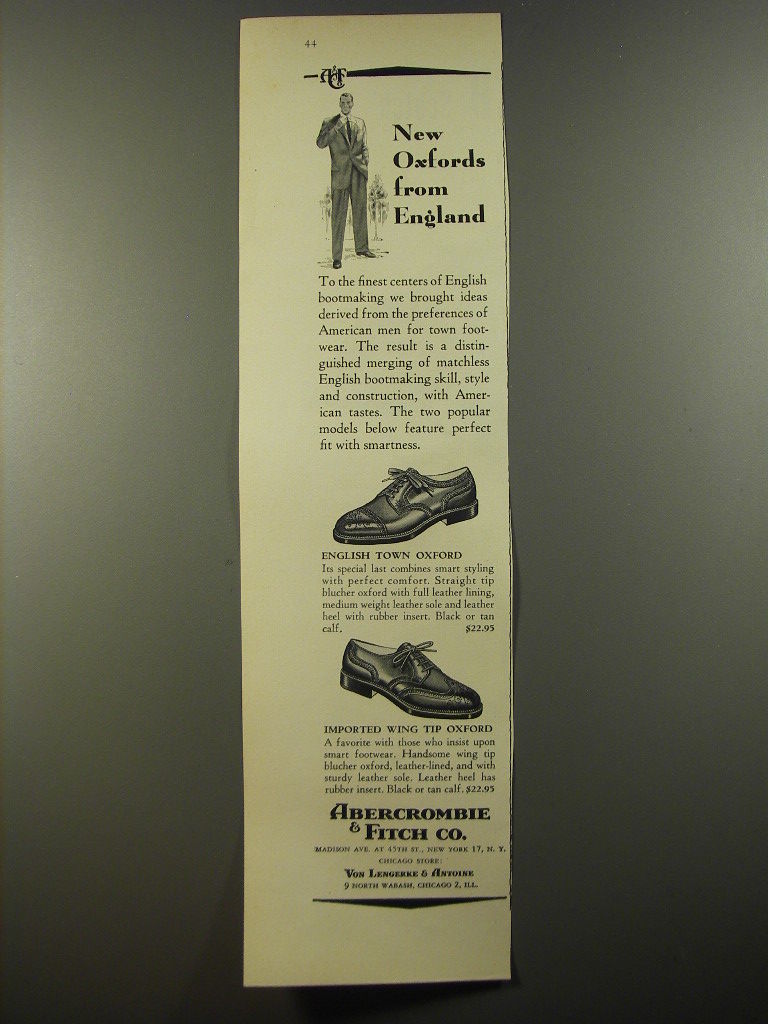 44
A&F Co
New
Oxfords
from
England
To the finest centers of English
bootmaking we brought ideas
derived from the preferences of
American men for town foot-
wear. The result is a distin-
guished merging of matchless
English bootmaking skill, style
and construction, with Amer-
ican tastes. The two popular
models below feature perfect
fit with smartness.
ENGLISH TOWN OXFORD
Its special last combines smart styling
with perfect comfort. Straight tip
blucher oxford with full leather lining,
medium weight leather sole and leather
heel with rubber insert. Black or tan
calf. $22.95
IMPORTED WING TIP OXFORD
A favorite with those who insist upon
smart footwear. Handsome wing tip
blucher oxford, leather-lined, and with
sturdy leather sole. Leather heel has
rubber insert. Black or tan calf. $22.95
ABERCROMBIE
& FITCH CO.
MADISON AVE. AT 45TH ST., NEW YORK 17, N. Y.
CHICAGO STORE:
VON LENGERKE & ANTOINE
9 NORTH WABASH, CHICAGO 2, ILL.